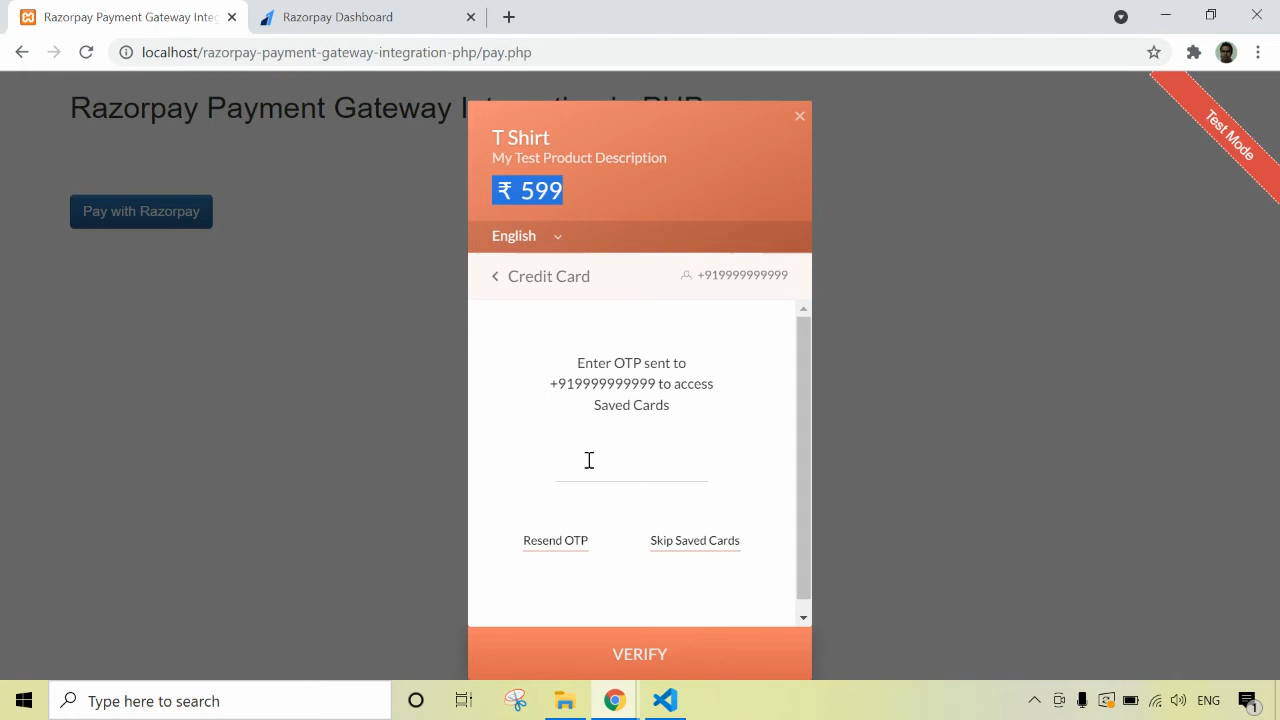 Razorpay Payment Gateway Inte
Razorpay Dashboard
localhost/razorpay-payment-gateway-integration-php/pay.php
Razorpay Payment Gateway
Test Mode
Pay with Razorpay
T Shirt
My Test Product Description
₹ 599
English
Credit Card
+919999999999
Enter OTP sent to
+919999999999 to access
Saved Cards
Resend OTP
Skip Saved Cards
VERIFY
Type here to search
ENG
1